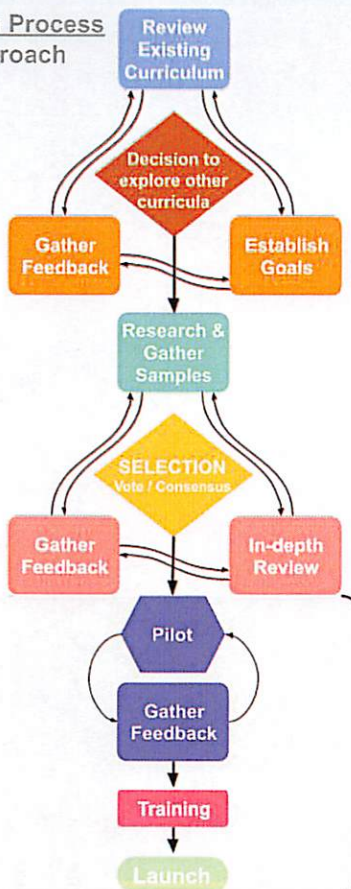 Process
roach
Review
Existing
Curriculum
Decision to
explore other
curricula
Gather
Feedback
Establish
Goals
Research &
Gather
Samples
SELECTION
Vote / Consensus
Gather
Feedback
In-depth
Review
Pilot
Gather
Feedback
Training
Launch